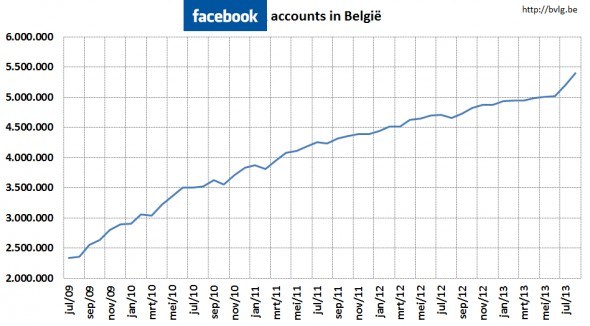 facebook accounts in België
http://bvlg.be
6.000.000
5.500.000
5.000.000
4.500.000
4.000.000
3.500.000
3.000.000
2.500.000
2.000.000
jul/09
sep/09
nov/09
jan/10
mrt/10
mei/10
jul/10
sep/10
nov/10
jan/11
mrt/11
mei/11
jul/11
sep/11
nov/11
jan/12
mrt/12
mei/12
jul/12
sep/12
nov/12
jan/13
mrt/13
mei/13
jul/13